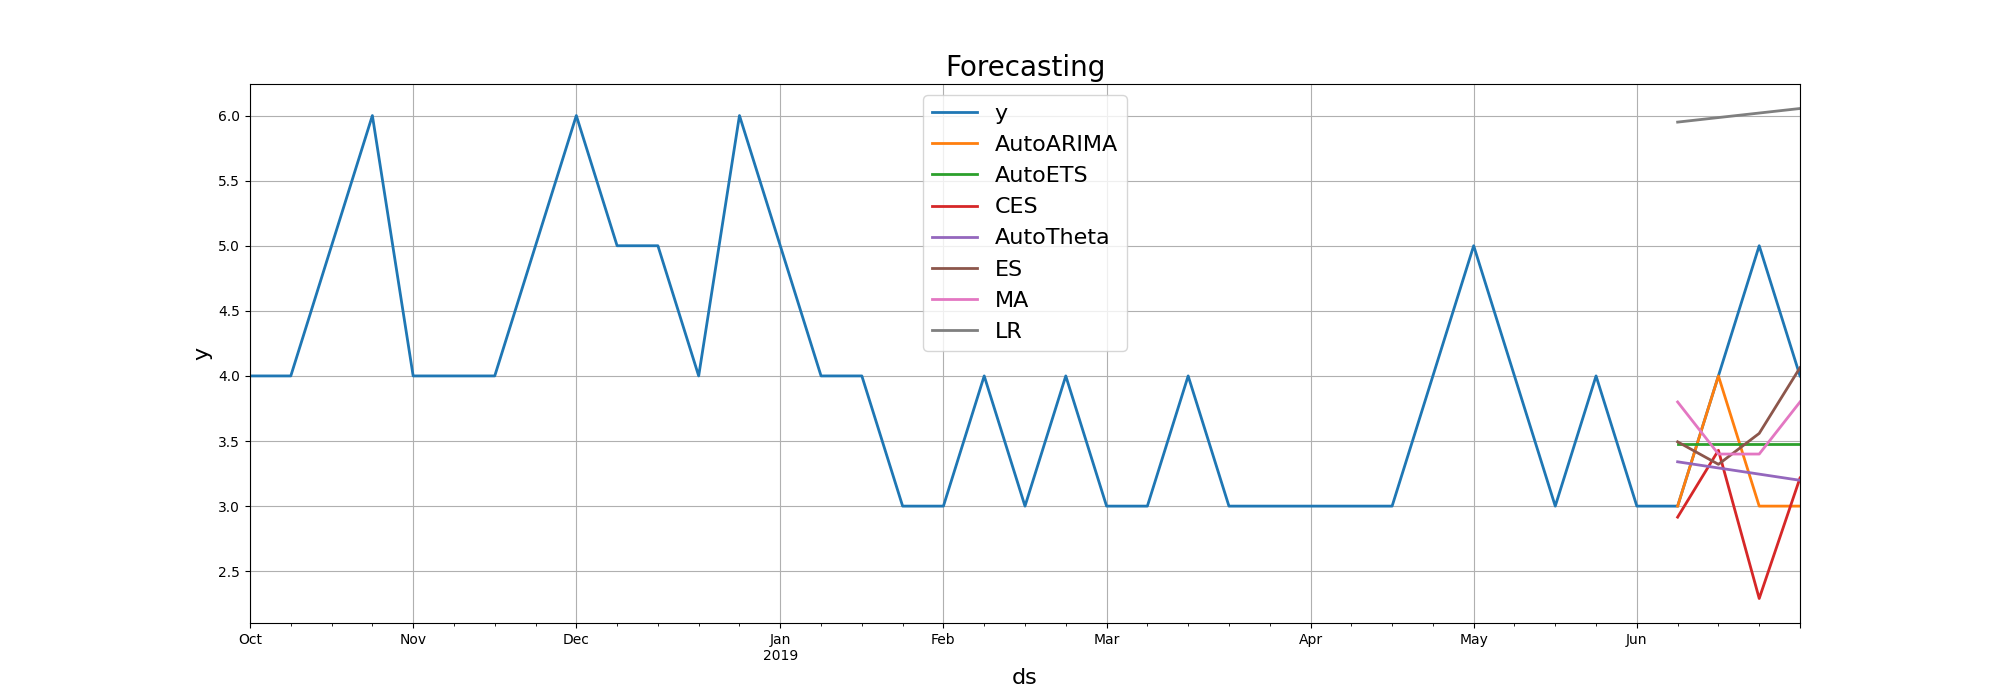 Forecasting
y
6.0
5.5
5.0
4.5
4.0
3.5
3.0
2.5
y
AutoARIMA
AutoETS
CES
AutoTheta
ES
MA
LR
Oct
Nov
Dec
Jan
2019
Feb
Mar
Apr
May
Jun
ds